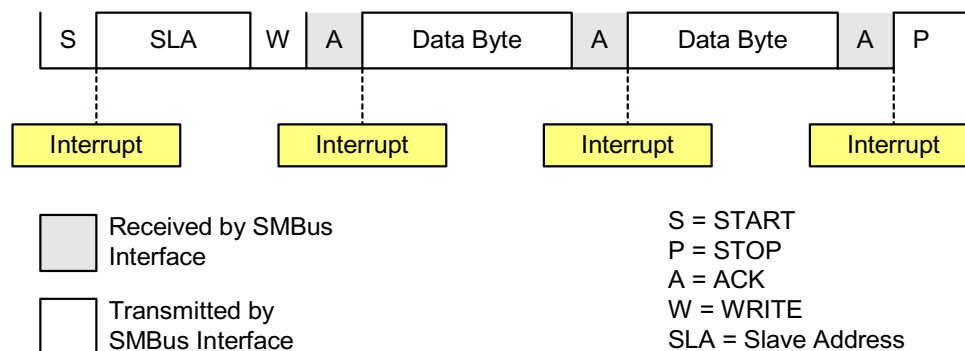 S SLA W A Data Byte A Data Byte A P
Interrupt Interrupt Interrupt Interrupt
Received by SMBus
Interface
Transmitted by
SMBus Interface
S = START
P = STOP
A = ACK
W = WRITE
SLA = Slave Address